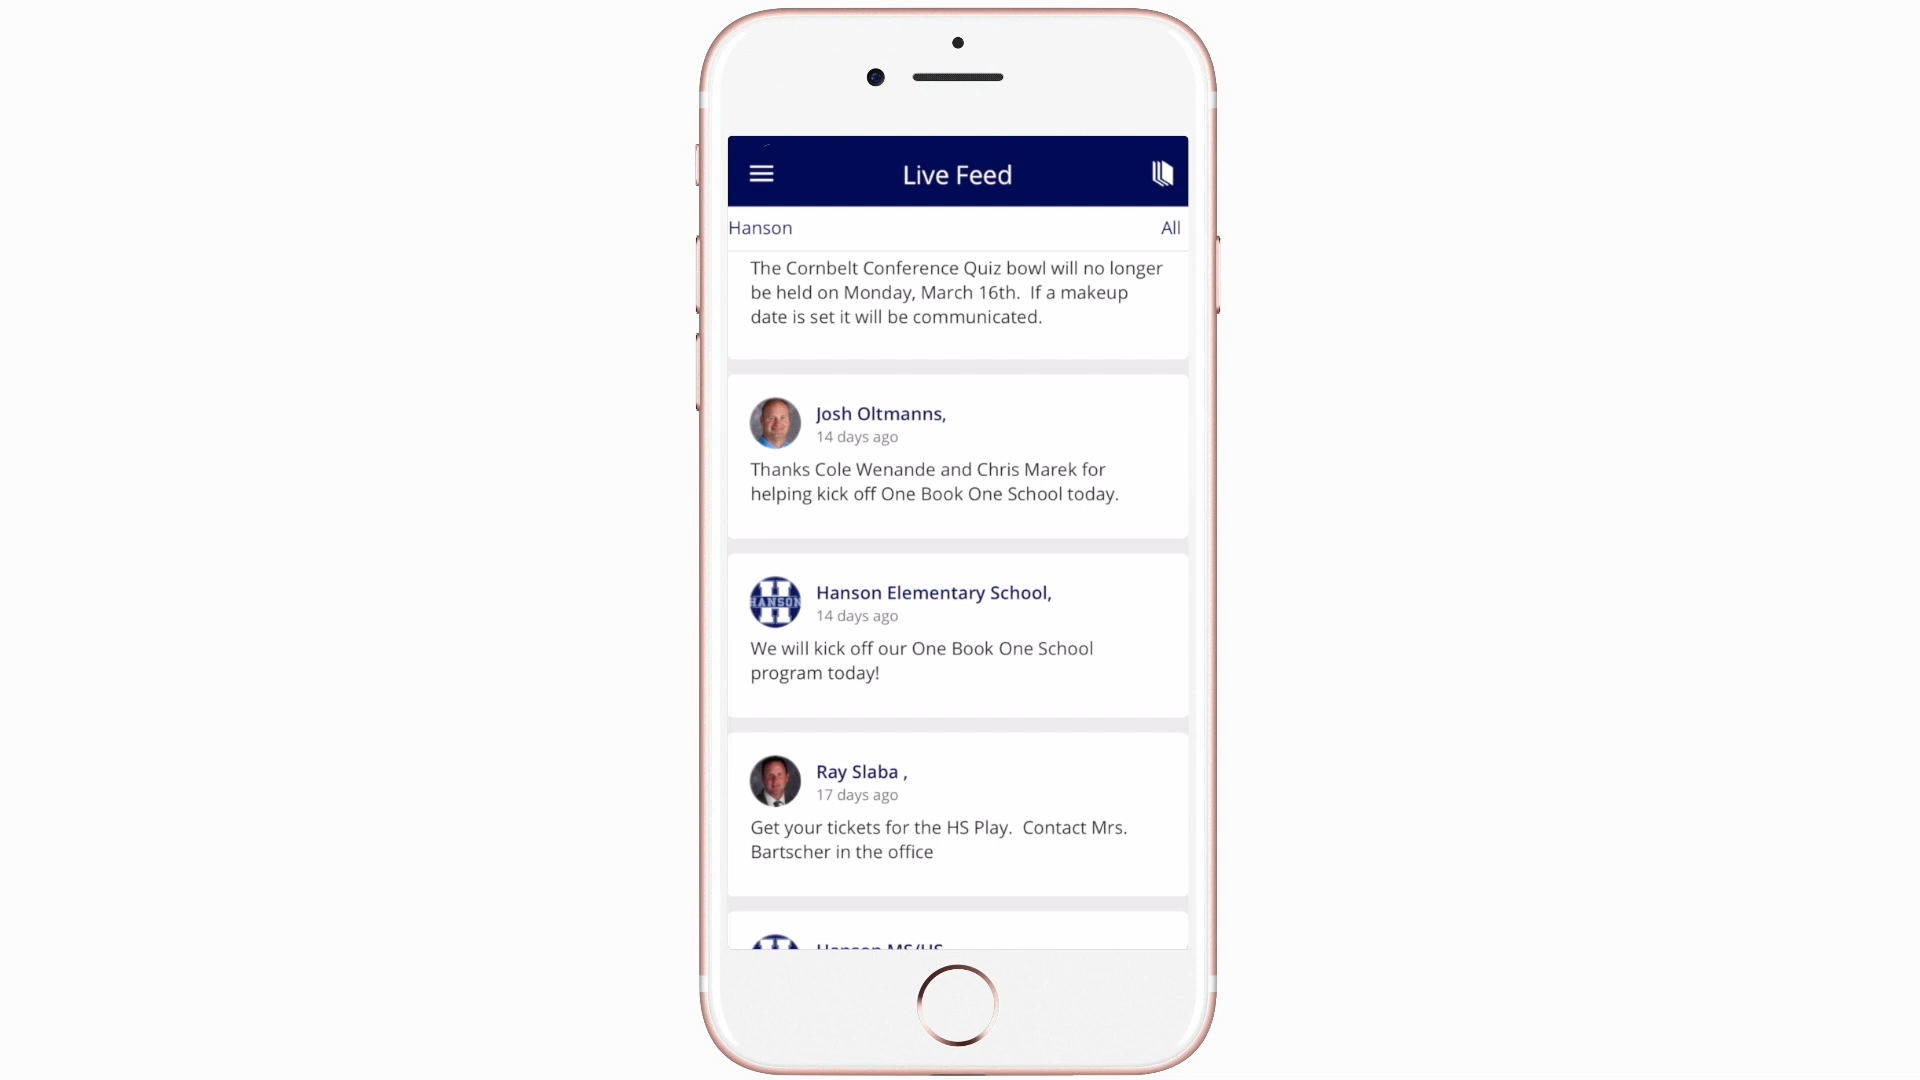 Live Feed
Hanson
All
The Cornbelt Conference Quiz bowl will no longer
be held on Monday, March 16th.  If a makeup
date is set it will be communicated.
Josh Oltmanns,
14 days ago
Thanks Cole Wenande and Chris Marek for
helping kick off One Book One School today.
H
HANSON
Hanson Elementary School,
14 days ago
We will kick off our One Book One School
program today!
Ray Slaba ,
17 days ago
Get your tickets for the HS Play.  Contact Mrs.
Bartscher in the office
Hanson MS/HS